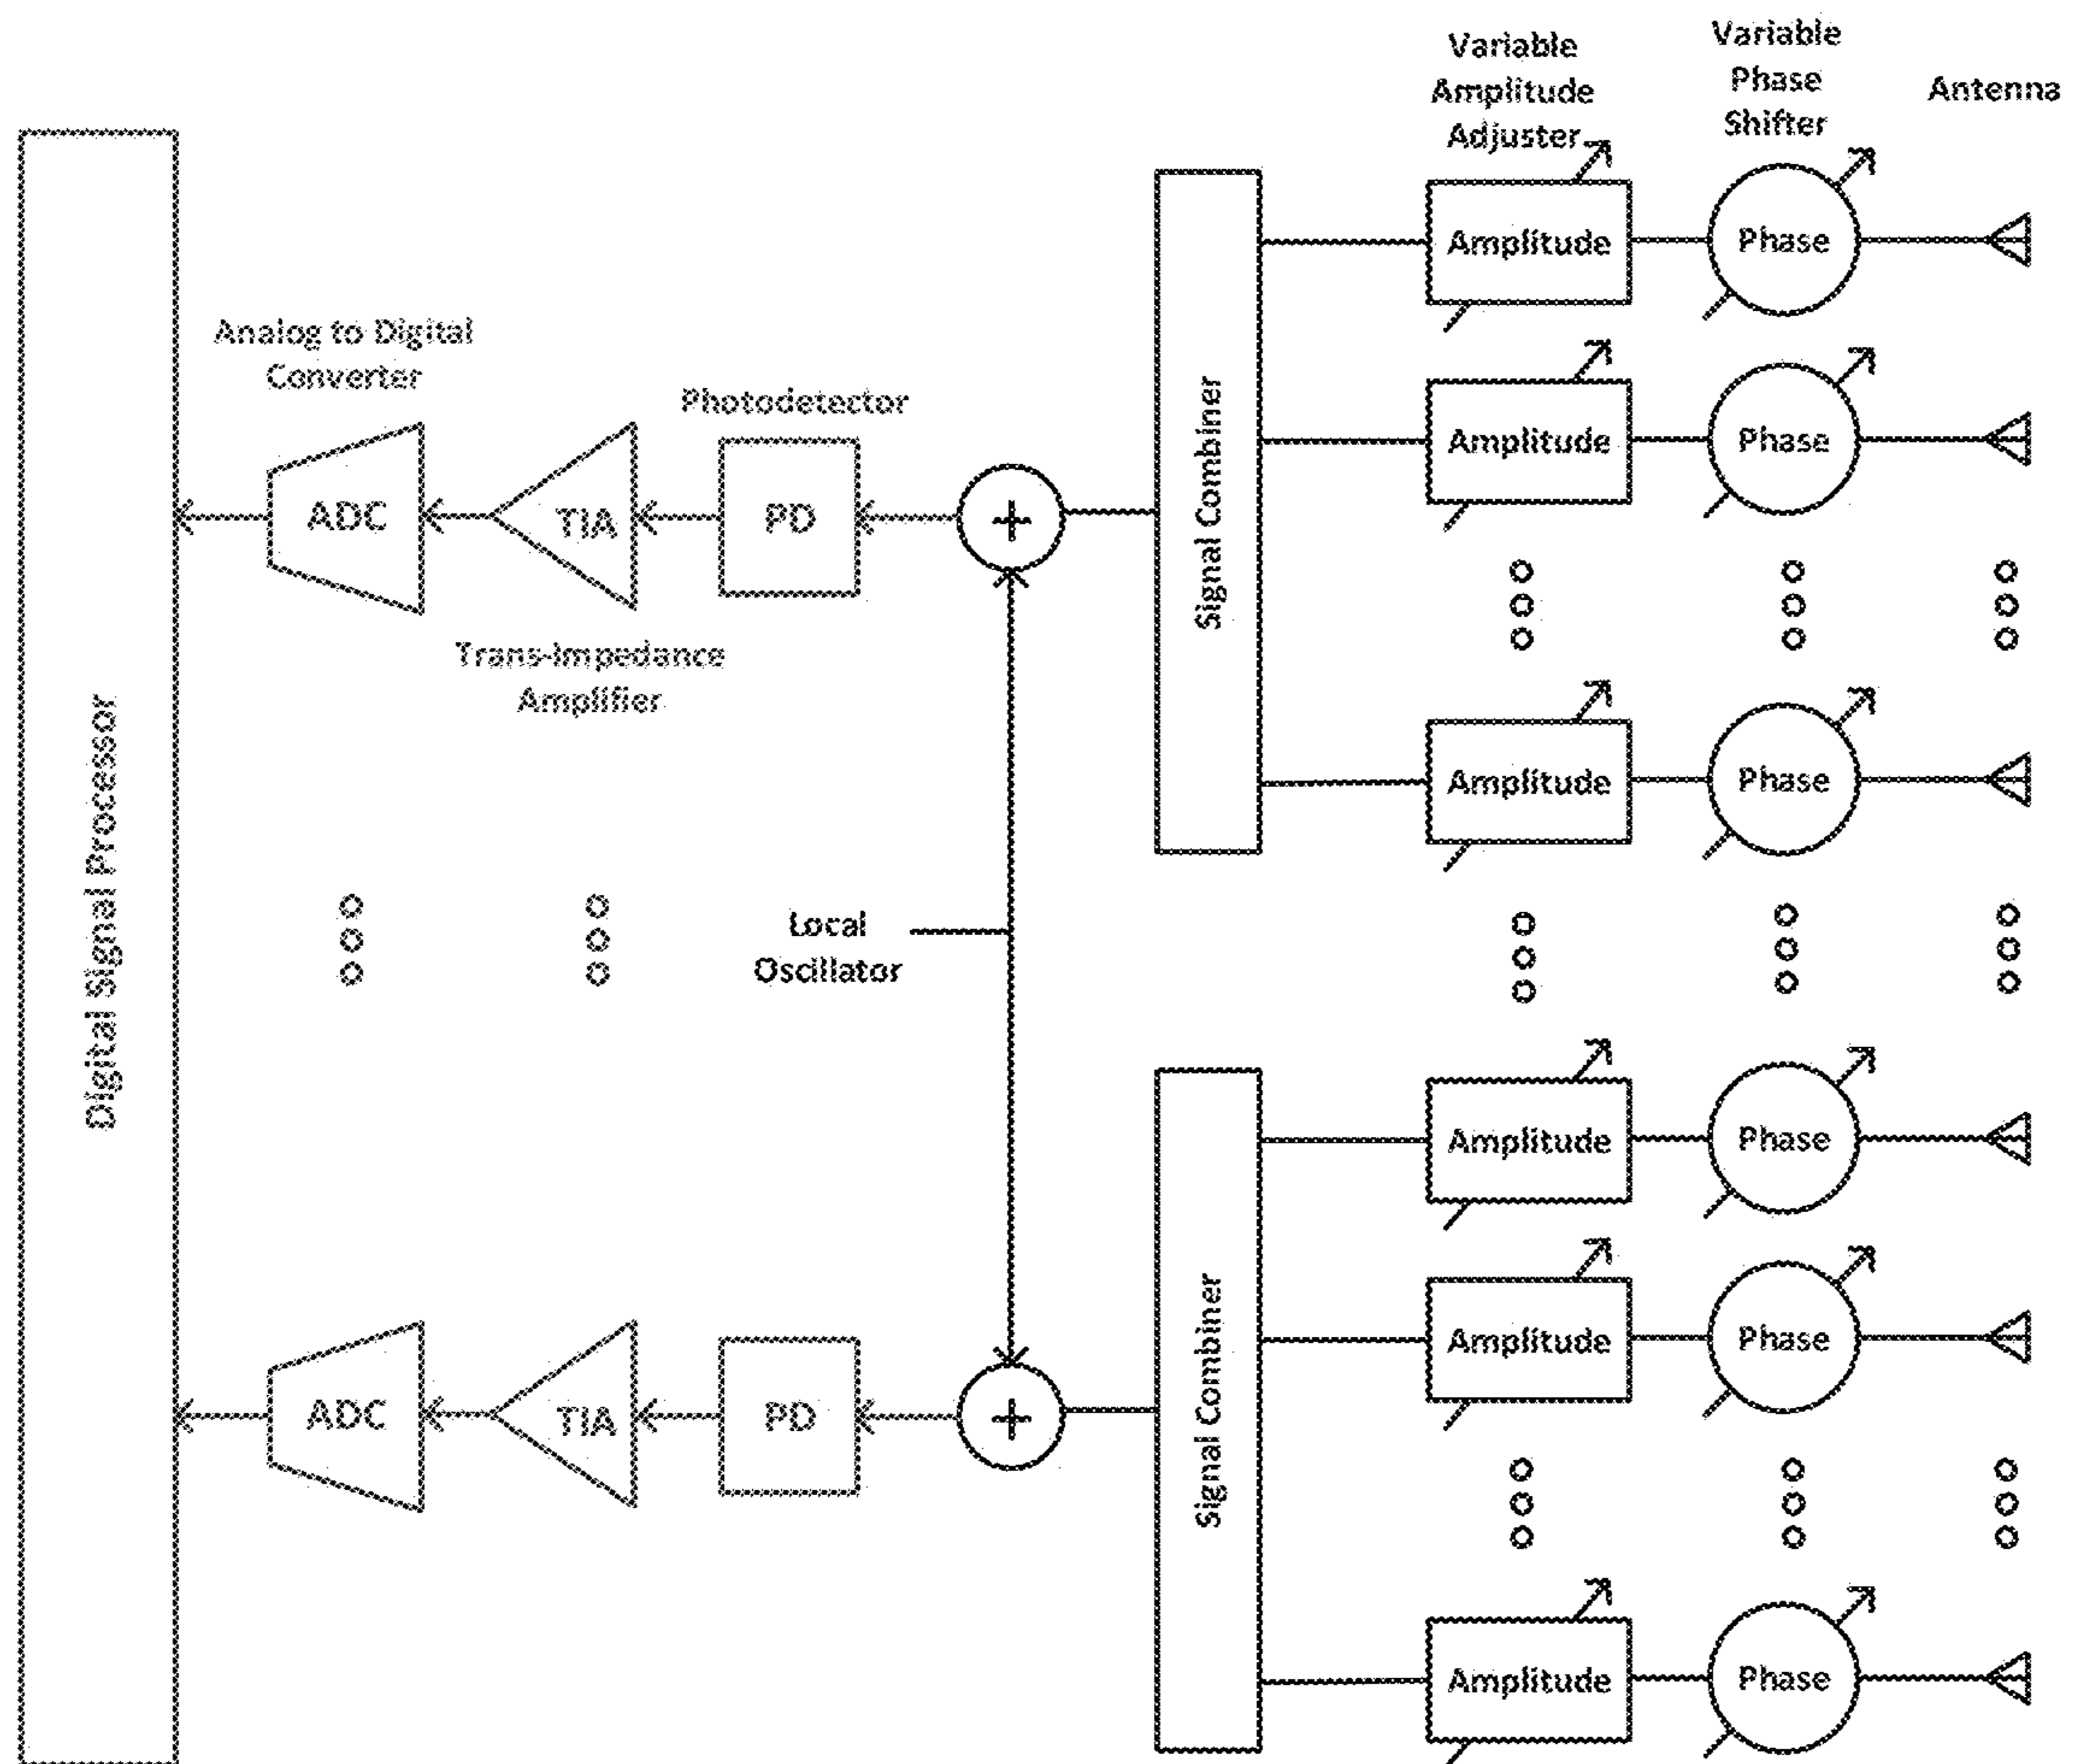 Variable
Amplitude
Adjuster
Variable
Phase
Shifter
Antenna
Amplitude
Phase
Analog to Digital
Converter
Photodetector
Amplitude
Phase
ADC
TIA
PD
+
Signal Combiner
Trans-Impedance
Amplifier
Amplitude
Phase
Digital Signal Processor
Local
Oscillator
Amplitude
Phase
Amplitude
Phase
ADC
TIA
PD
+
Signal Combiner
Amplitude
Phase